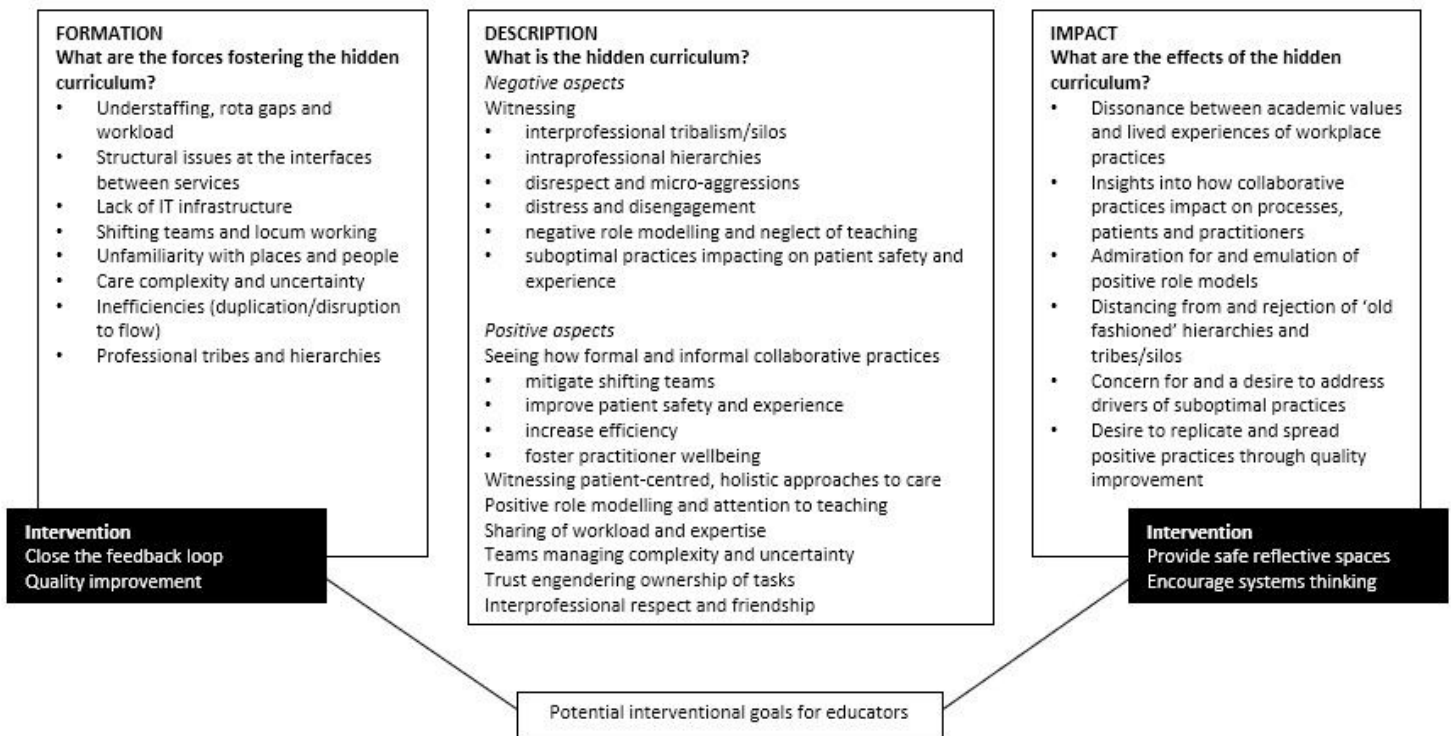 FORMATION
What are the forces fostering the hidden
curriculum?
• Understaffing, rota gaps and
workload
• Structural issues at the interfaces
between services
• Lack of IT infrastructure
• Shifting teams and locum working
• Unfamiliarity with places and people
• Care complexity and uncertainty
• Inefficiencies (duplication/disruption
to flow)
• Professional tribes and hierarchies
Intervention
Close the feedback loop
Quality improvement
DESCRIPTION
What is the hidden curriculum?
Negative aspects
Witnessing
• interprofessional tribalism/silos
• intraprofessional hierarchies
• disrespect and micro-aggressions
• distress and disengagement
• negative role modelling and neglect of teaching
• suboptimal practices impacting on patient safety and
experience
Positive aspects
Seeing how formal and informal collaborative practices
• mitigate shifting teams
• improve patient safety and experience
• increase efficiency
• foster practitioner wellbeing
Witnessing patient-centred, holistic approaches to care
Positive role modelling and attention to teaching
Sharing of workload and expertise
Teams managing complexity and uncertainty
Trust engendering ownership of tasks
Interprofessional respect and friendship
IMPACT
What are the effects of the hidden
curriculum?
• Dissonance between academic values
and lived experiences of workplace
practices
• Insights into how collaborative
practices impact on processes,
patients and practitioners
• Admiration for and emulation of
positive role models
• Distancing from and rejection of ‘old
fashioned’ hierarchies and
tribes/silos
• Concern for and a desire to address
drivers of suboptimal practices
• Desire to replicate and spread
positive practices through quality
improvement
Intervention
Provide safe reflective spaces
Encourage systems thinking
Potential interventional goals for educators